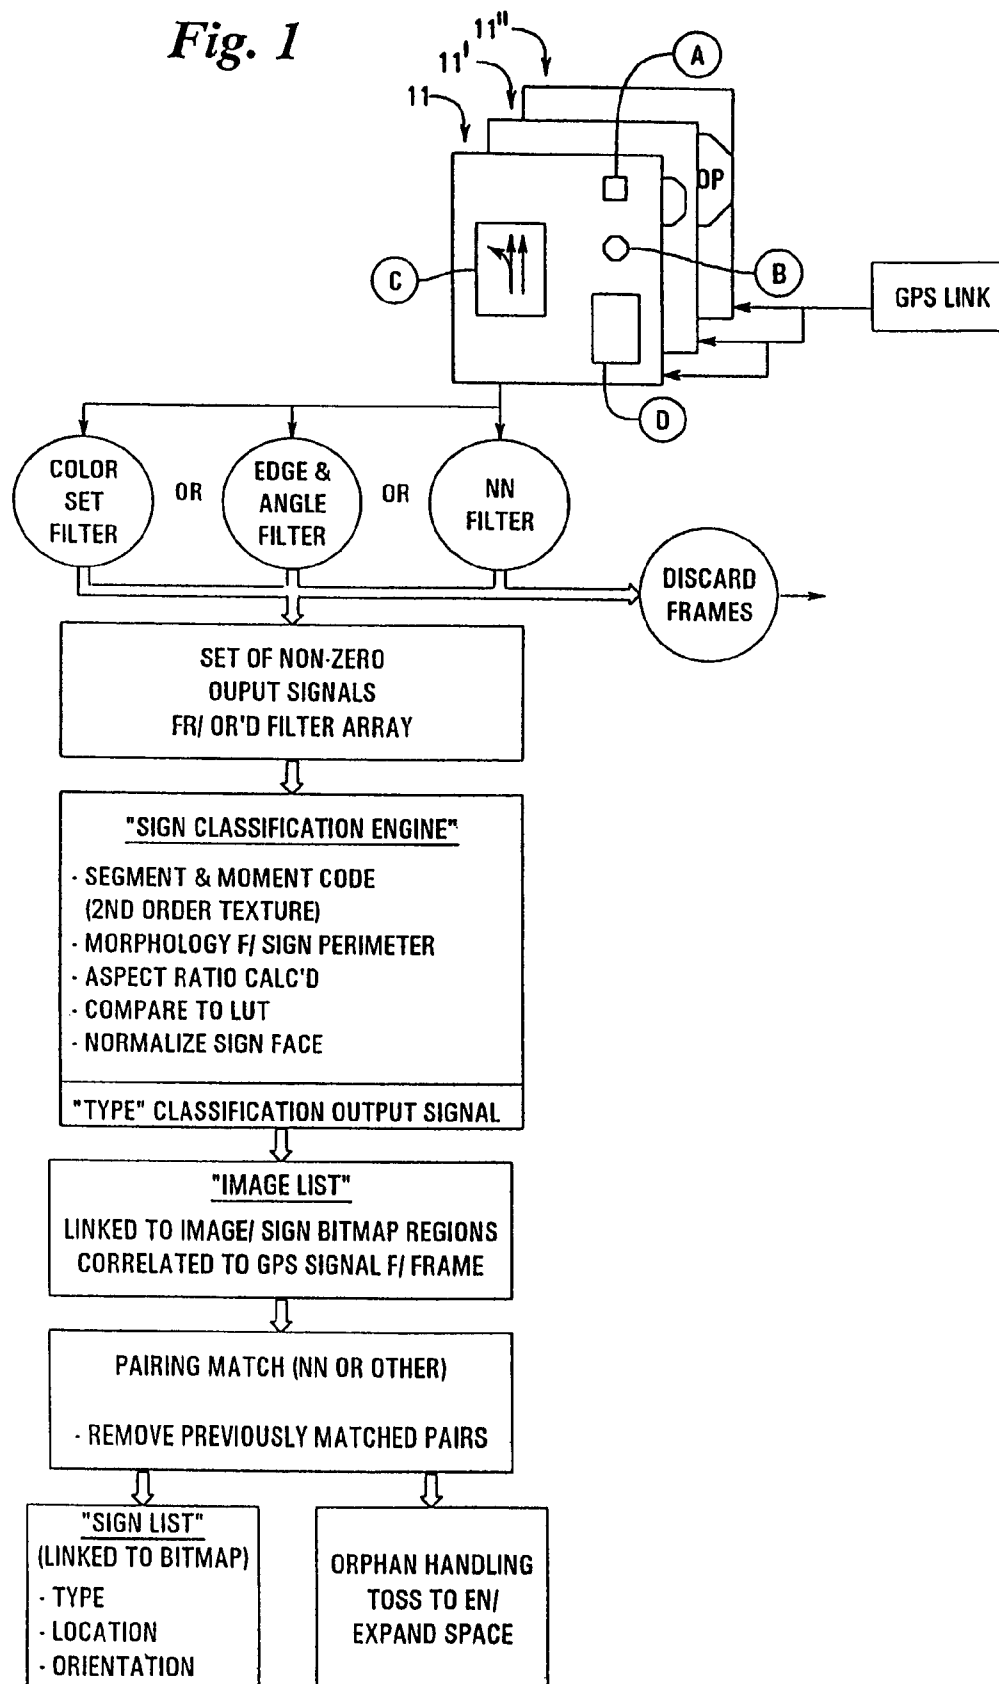 Fig. 1
11"
11'
11
A
OP
B
C
GPS LINK
D
COLOR
SET
FILTER
OR
EDGE &
ANGLE
FILTER
OR
NN
FILTER
DISCARD
FRAMES
SET OF NON-ZERO
OUPUT SIGNALS
FR/ OR'D FILTER ARRAY
"SIGN CLASSIFICATION ENGINE"
- SEGMENT & MOMENT CODE
(2ND ORDER TEXTURE)
- MORPHOLOGY F/ SIGN PERIMETER
- ASPECT RATIO CALC'D
- COMPARE TO LUT
- NORMALIZE SIGN FACE
"TYPE" CLASSIFICATION OUTPUT SIGNAL
"IMAGE LIST"
LINKED TO IMAGE/ SIGN BITMAP REGIONS
CORRELATED TO GPS SIGNAL F/ FRAME
PAIRING MATCH (NN OR OTHER)
- REMOVE PREVIOUSLY MATCHED PAIRS
"SIGN LIST"
(LINKED TO BITMAP)
- TYPE
- LOCATION
- ORIENTATION
ORPHAN HANDLING
TOSS TO EN/
EXPAND SPACE